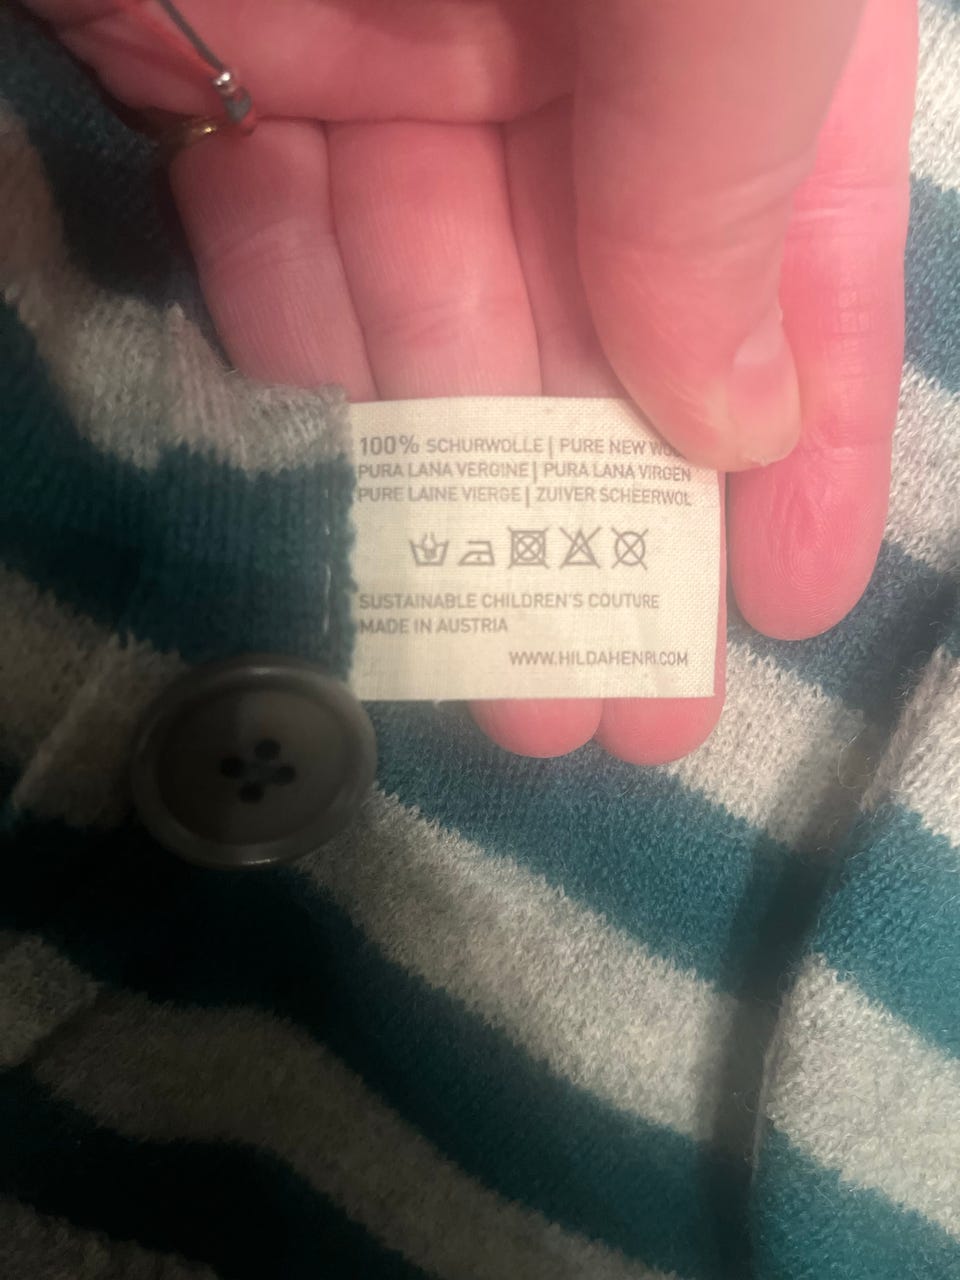 100% SCHURWOLLE | PURE NEW
PURA LANA VERGINE | PURA LANA VIRGEN
PURE LAINE VIERGE | ZUIVER SCHEERWOL
SUSTAINABLE CHILDREN'S COUTURE
MADE IN AUSTRIA
WWW.HILDAHENRI.COM